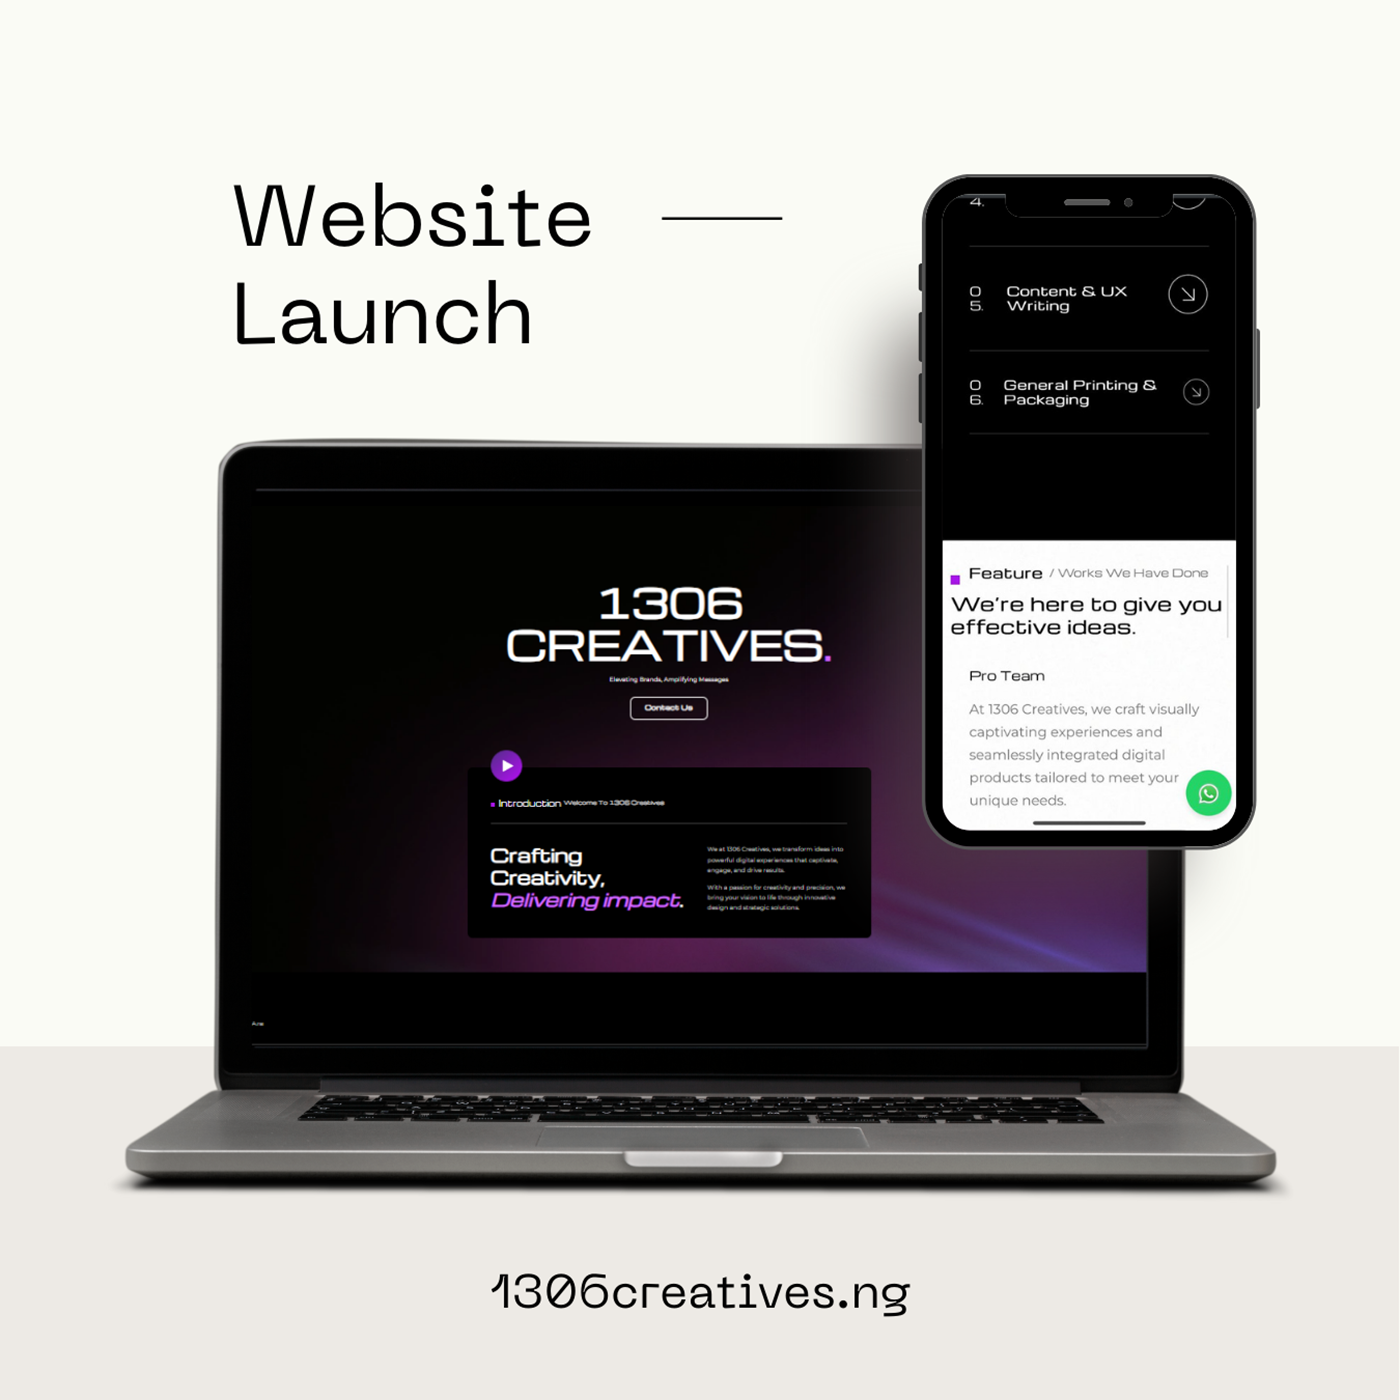 Website
Launch
4.
0
5.
Content & UX
Writing
0
6.
General Printing &
Packaging
Feature / Works We Have Done
We're here to give you
effective ideas.
Pro Team
At 1306 Creatives, we craft visually
captivating experiences and
seamlessly integrated digital
products tailored to meet your
unique needs.
1306
CREATIVES.
Elevating Brands, Amplifying Messages
Contact Us
Introduction Welcome To 1306 Creatives
Crafting
Creativity,
Delivering impact.
We at 1306 Creatives, we transform ideas into
powerful digital experiences that captivate,
engage, and drive results.
With a passion for creativity and precision, we
bring your vision to life through innovative
design and strategic solutions.
1306creatives.ng